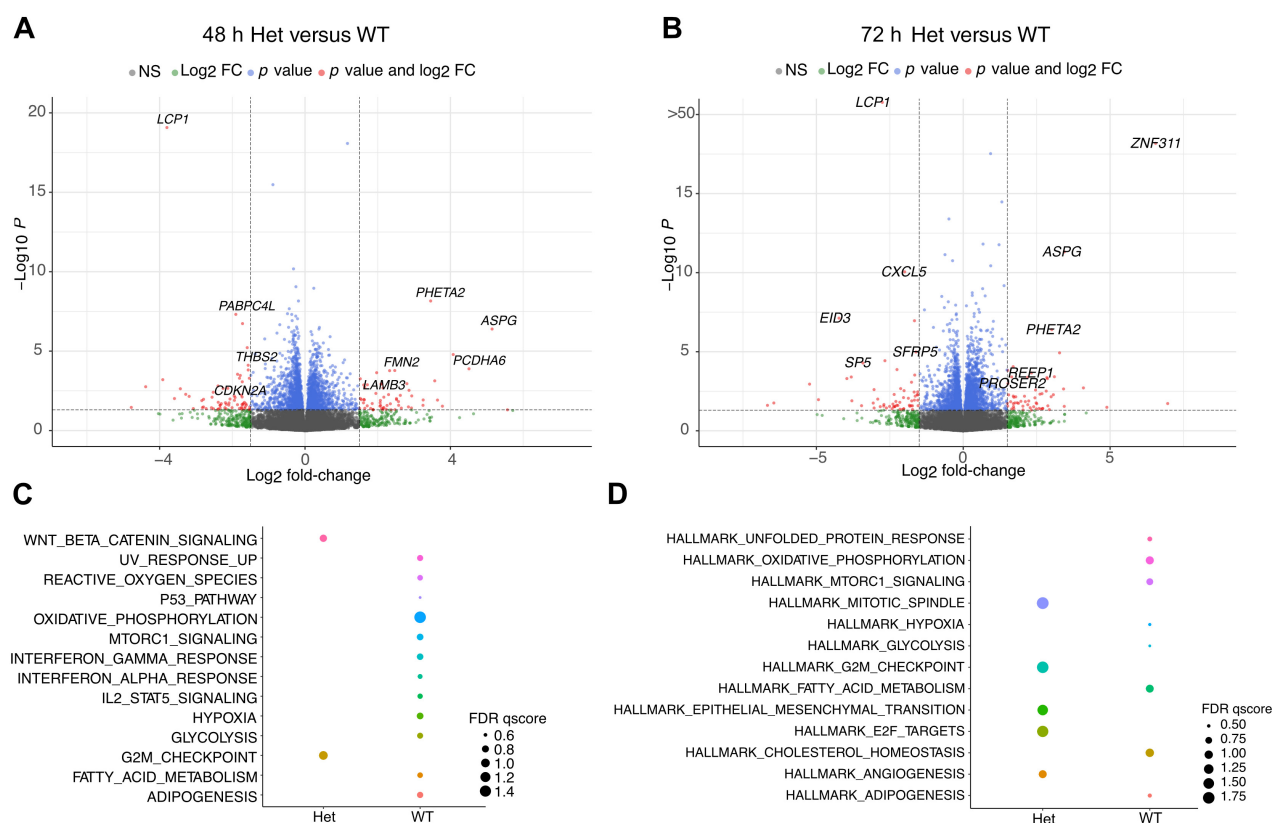 A
48 h Het versus WT
NS Log2 FC p value p value and log2 FC
20
15
10
5
0
−Log10 P
LCP1
PHETA2
PABPC4L
ASPG
THBS2
FMN2
PCDHA6
CDKN2A
LAMB3
−4
0
4
Log2 fold-change
B
72 h Het versus WT
NS Log2 FC p value p value and log2 FC
>50
15
10
5
0
−Log10 P
LCP1
ZNF311
ASPG
CXCL5
EID3
PHETA2
SFRP5
SP5
REEP1
PROSER2
−5
0
5
Log2 fold-change
C
WNT_BETA_CATENIN_SIGNALING
UV_RESPONSE_UP
REACTIVE_OXYGEN_SPECIES
P53_PATHWAY
OXIDATIVE_PHOSPHORYLATION
MTORC1_SIGNALING
INTERFERON_GAMMA_RESPONSE
INTERFERON_ALPHA_RESPONSE
IL2_STAT5_SIGNALING
HYPOXIA
GLYCOLYSIS
G2M_CHECKPOINT
FATTY_ACID_METABOLISM
ADIPOGENESIS
Het
WT
FDR qscore
0.6
0.8
1.0
1.2
1.4
D
HALLMARK_UNFOLDED_PROTEIN_RESPONSE
HALLMARK_OXIDATIVE_PHOSPHORYLATION
HALLMARK_MTORC1_SIGNALING
HALLMARK_MITOTIC_SPINDLE
HALLMARK_HYPOXIA
HALLMARK_GLYCOLYSIS
HALLMARK_G2M_CHECKPOINT
HALLMARK_FATTY_ACID_METABOLISM
HALLMARK_EPITHELIAL_MESENCHYMAL_TRANSITION
HALLMARK_E2F_TARGETS
HALLMARK_CHOLESTEROL_HOMEOSTASIS
HALLMARK_ANGIOGENESIS
HALLMARK_ADIPOGENESIS
Het
WT
FDR qscore
0.50
0.75
1.00
1.25
1.50
1.75